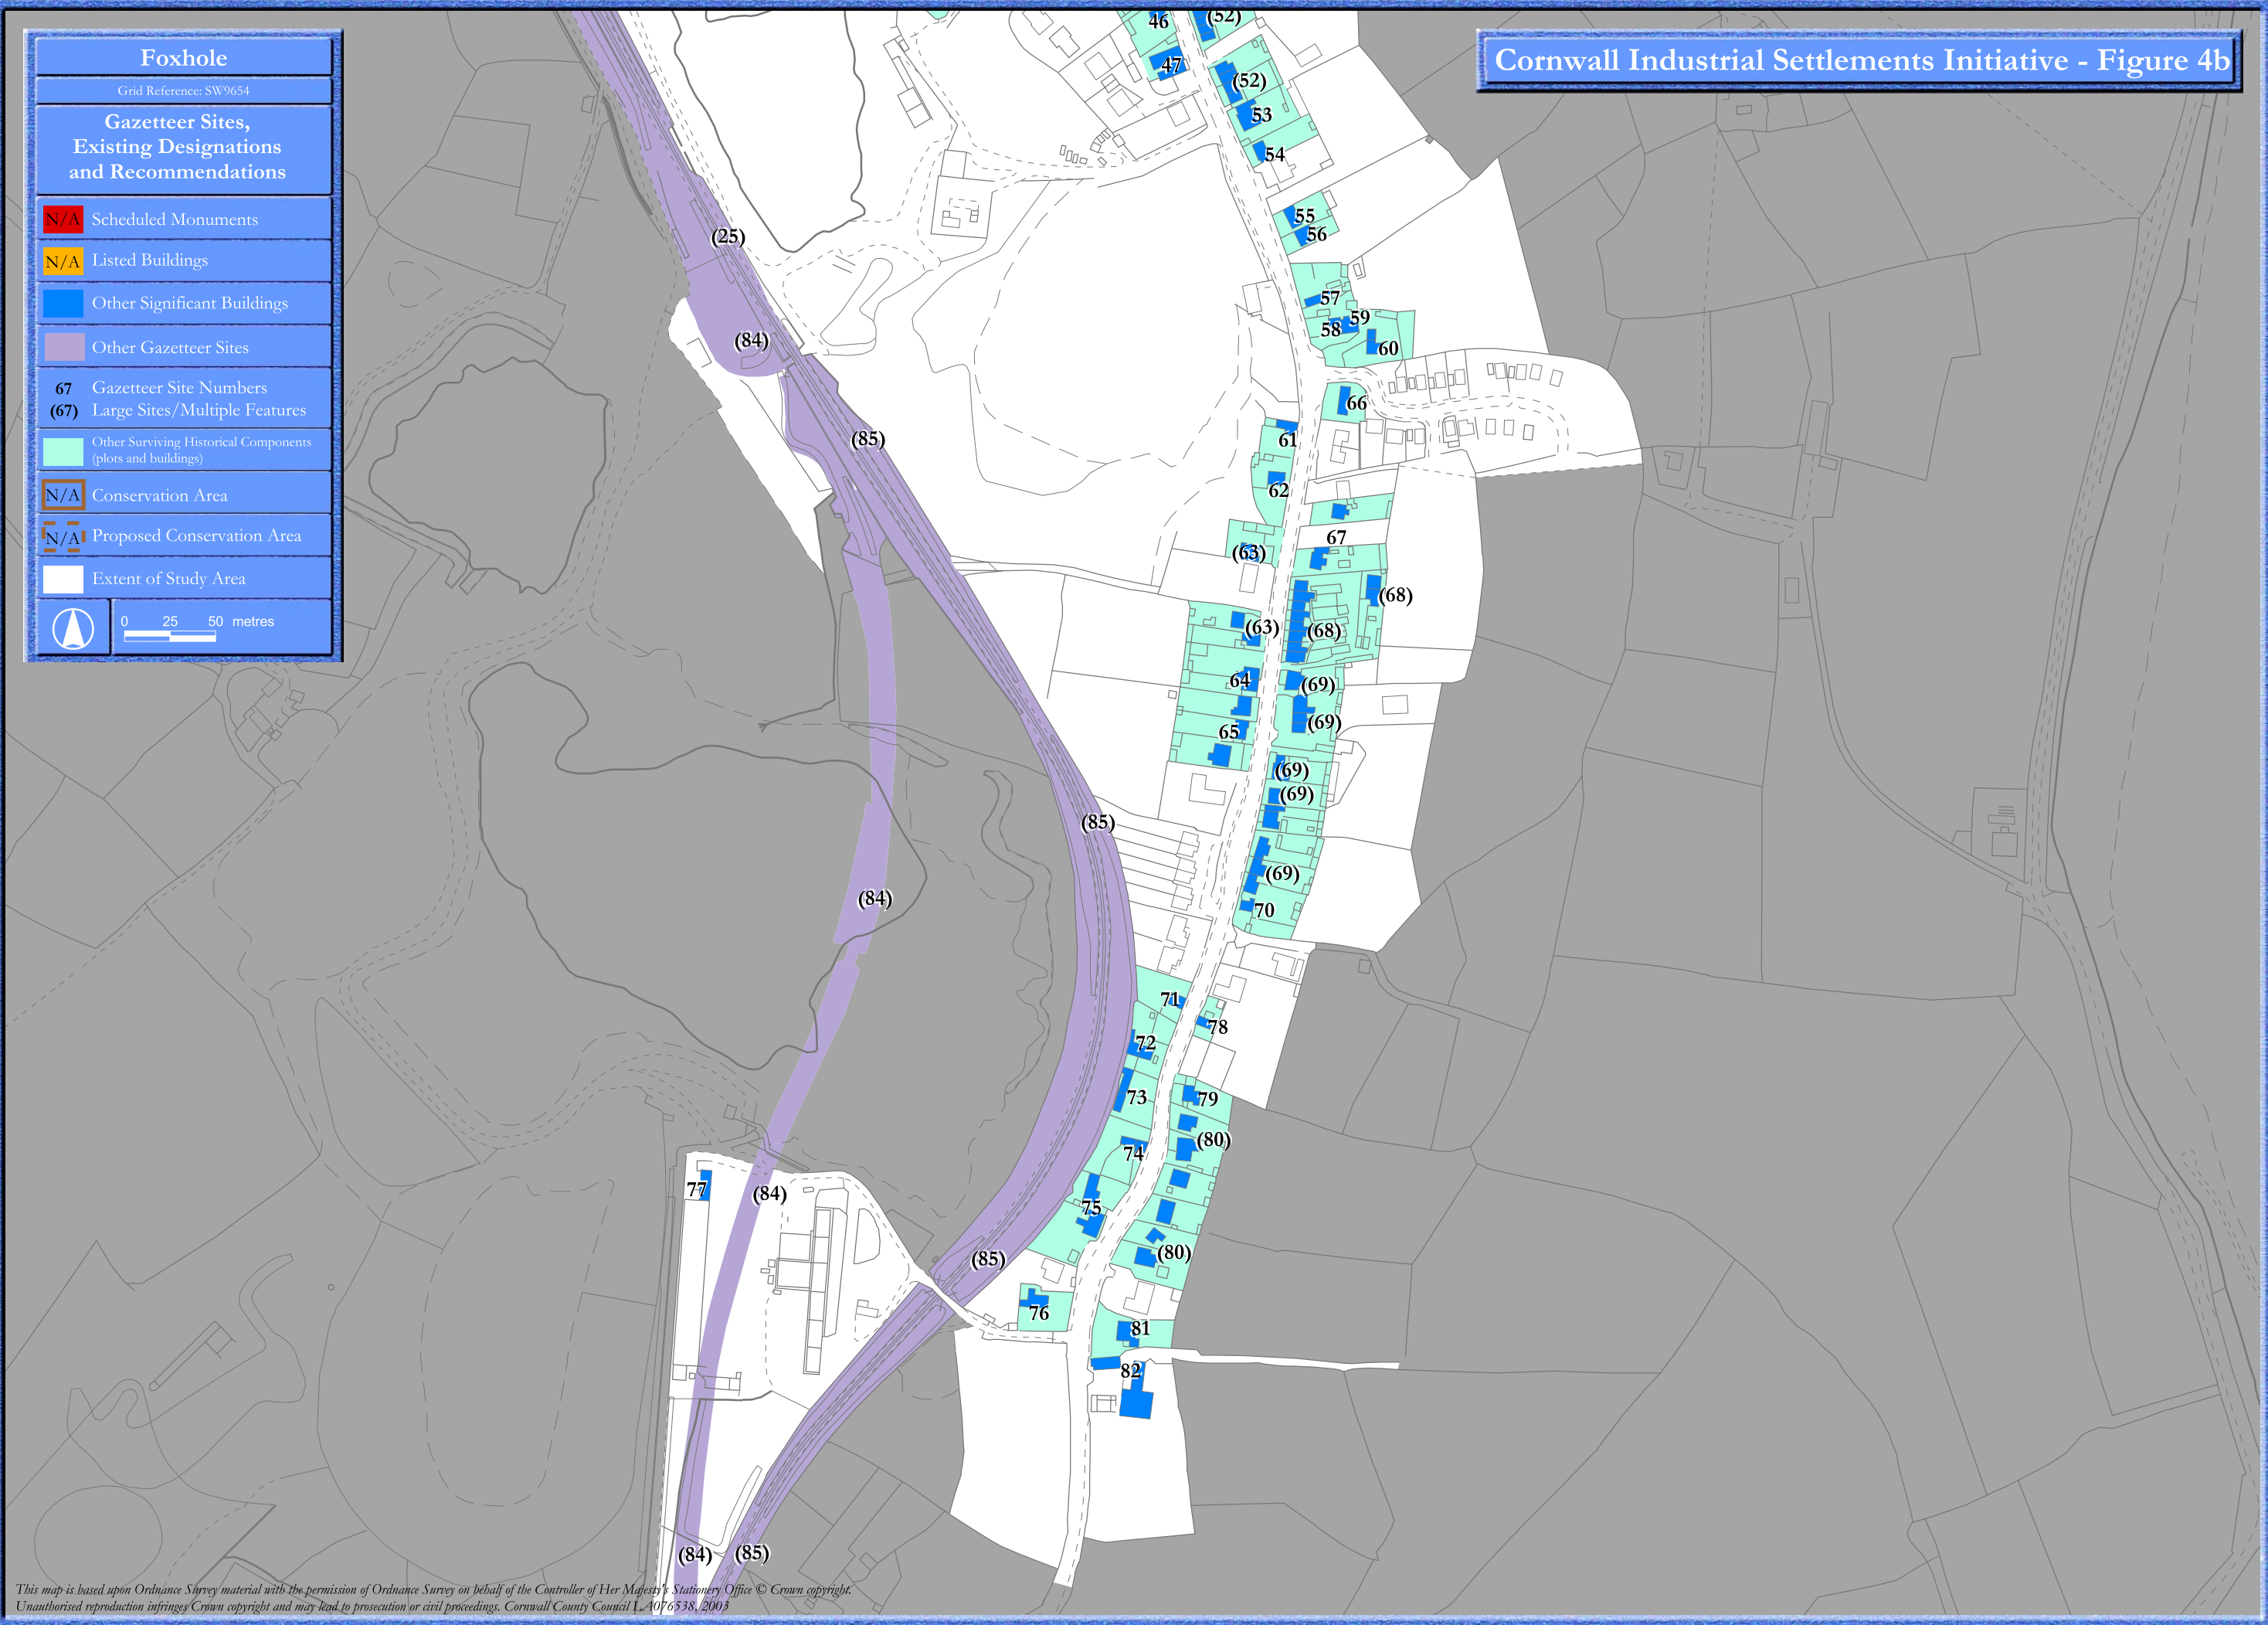 Foxhole
Grid Reference: SW9654
Gazetteer Sites,
Existing Designations
and Recommendations
N/A Scheduled Monuments
N/A Listed Buildings
Other Significant Buildings
Other Gazetteer Sites
67 Gazetteer Site Numbers
(67) Large Sites/Multiple Features
Other Surviving Historical Components
(plots and buildings)
N/A Conservation Area
N/A Proposed Conservation Area
Extent of Study Area
0 25 50 metres
Cornwall Industrial Settlements Initiative - Figure 4b
46
(52)
47
(52)
53
54
55
(25)
56
57
59
58
(84)
60
66
(85)
61
62
67
(63)
(68)
(63)
(68)
64
(69)
(69)
65
(69)
(69)
(85)
(69)
(84)
70
71
78
72
73
79
(80)
74
77
(84)
75
(80)
(85)
76
81
82
(84)
(85)
This map is based upon Ordnance Survey material with the permission of Ordnance Survey on behalf of the Controller of Her Majesty's Stationery Office © Crown copyright.
Unauthorised reproduction infringes Crown copyright and may lead to prosecution or civil proceedings. Cornwall County Council LA076538, 2003